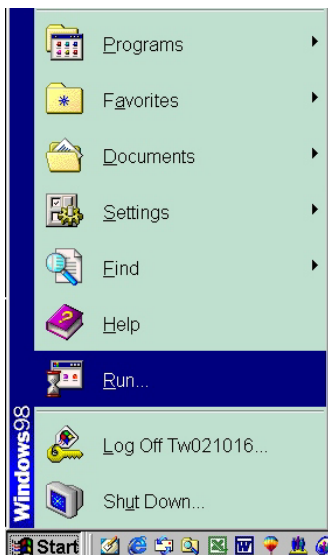 Programs
Favorites
Documents
Settings
Find
Help
Run...
Log Off Tw021016...
Shut Down...
Windows98
Start